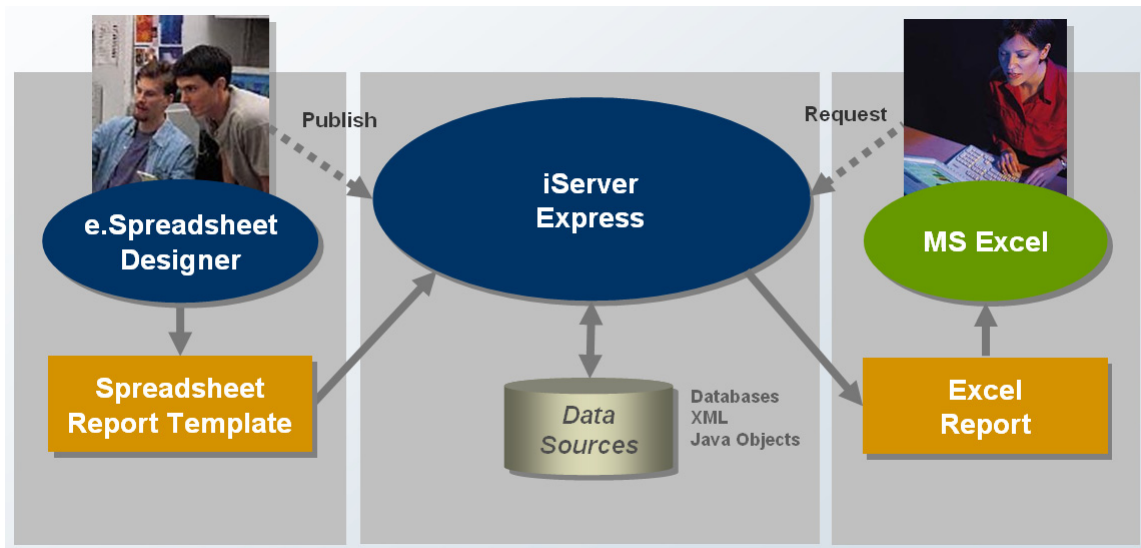 Publish
Request
e.Spreadsheet
Designer
iServer
Express
MS Excel
Spreadsheet
Report Template
Data
Sources
Databases
XML
Java Objects
Excel
Report